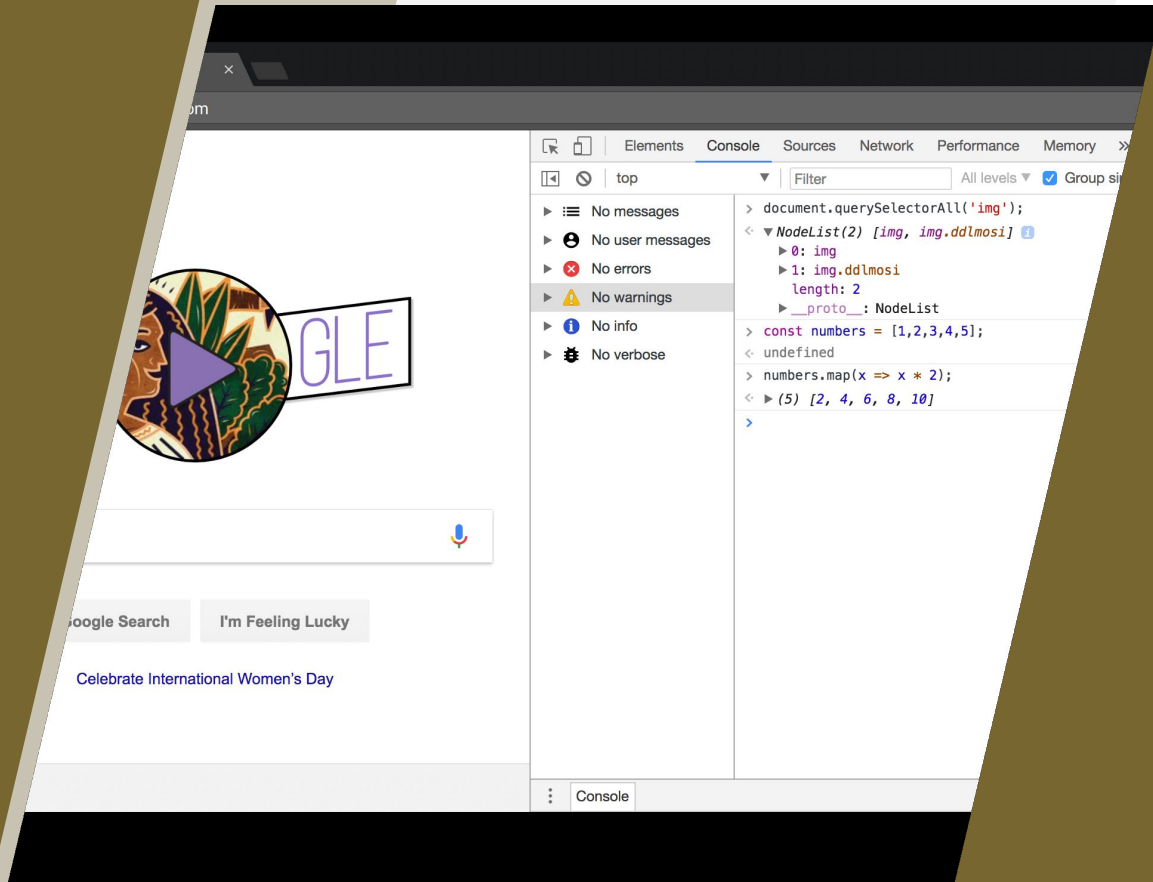 GLE
Google Search
I'm Feeling Lucky
Celebrate International Women's Day
Elements Console Sources Network Performance Memory »
top Filter All levels Group
No messages
No user messages
No errors
No warnings
No info
No verbose
> document.querySelectorAll('img');
NodeList(2) [img, img.ddlmosi]
0: img
1: img.ddlmosi
length: 2
__proto__: NodeList
> const numbers = [1,2,3,4,5];
undefined
> numbers.map(x => x * 2);
(5) [2, 4, 6, 8, 10]
>
Console